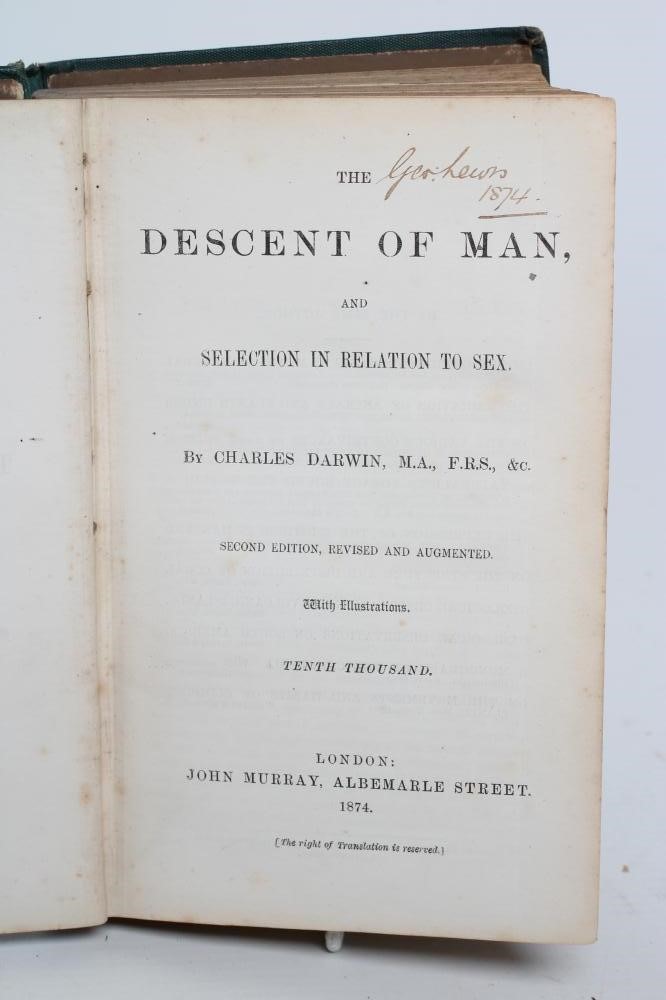 THE
Geo: Lewis
1874.
DESCENT OF MAN,
AND
SELECTION IN RELATION TO SEX.
BY CHARLES DARWIN, M.A., F.R.S., &c.
SECOND EDITION, REVISED AND AUGMENTED.
With Illustrations.
TENTH THOUSAND.
LONDON:
JOHN MURRAY, ALBEMARLE STREET.
1874.
[The right of Translation is reserved.]